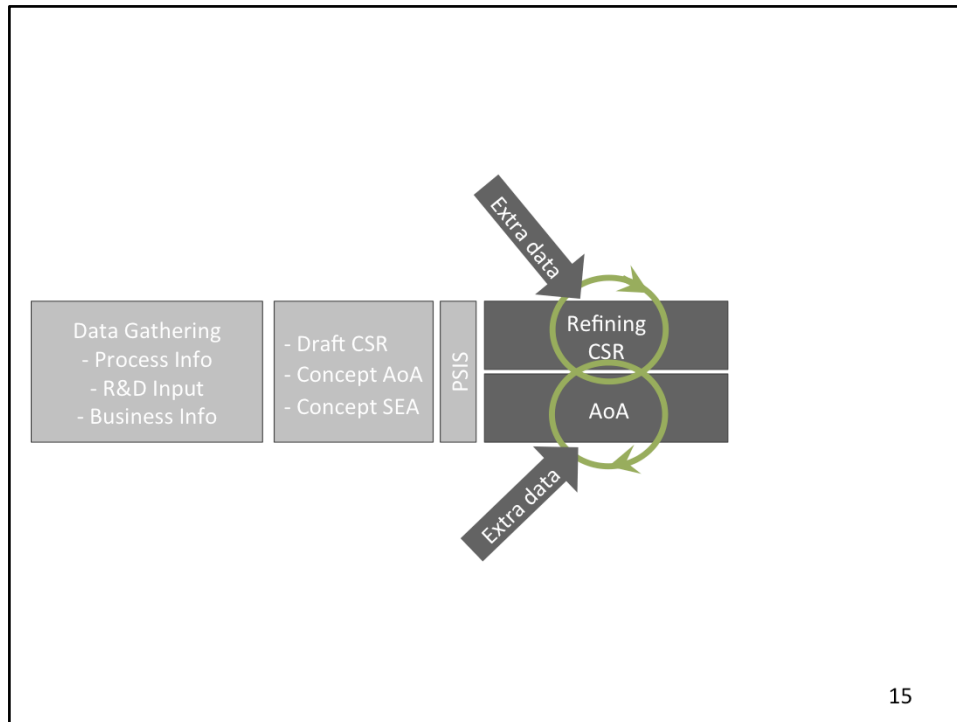 Extra data
Data Gathering
- Process Info
- R&D Input
- Business Info
- Draft CSR
- Concept AoA
- Concept SEA
PSIS
Refining
CSR
AoA
Extra data
15